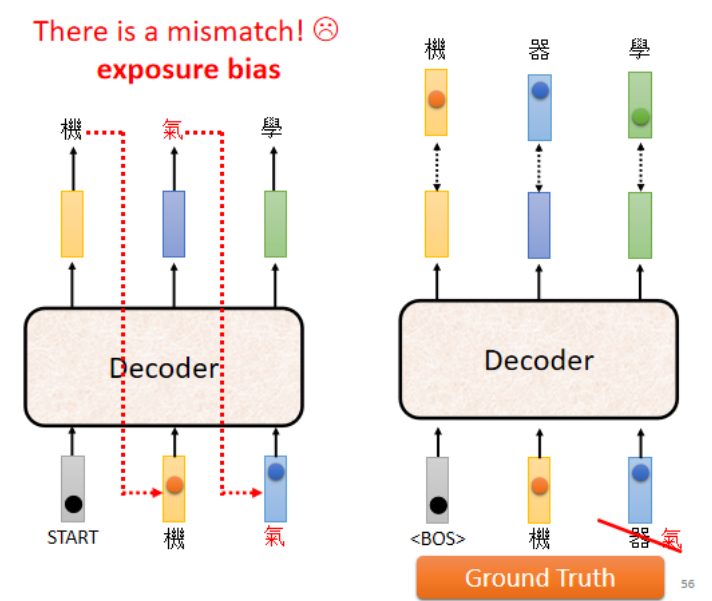 There is a mismatch! ☹
exposure bias
機 氣 學
Decoder
START 機 氣
機 器 學
Decoder
<BOS> 機 器 氣
Ground Truth
56